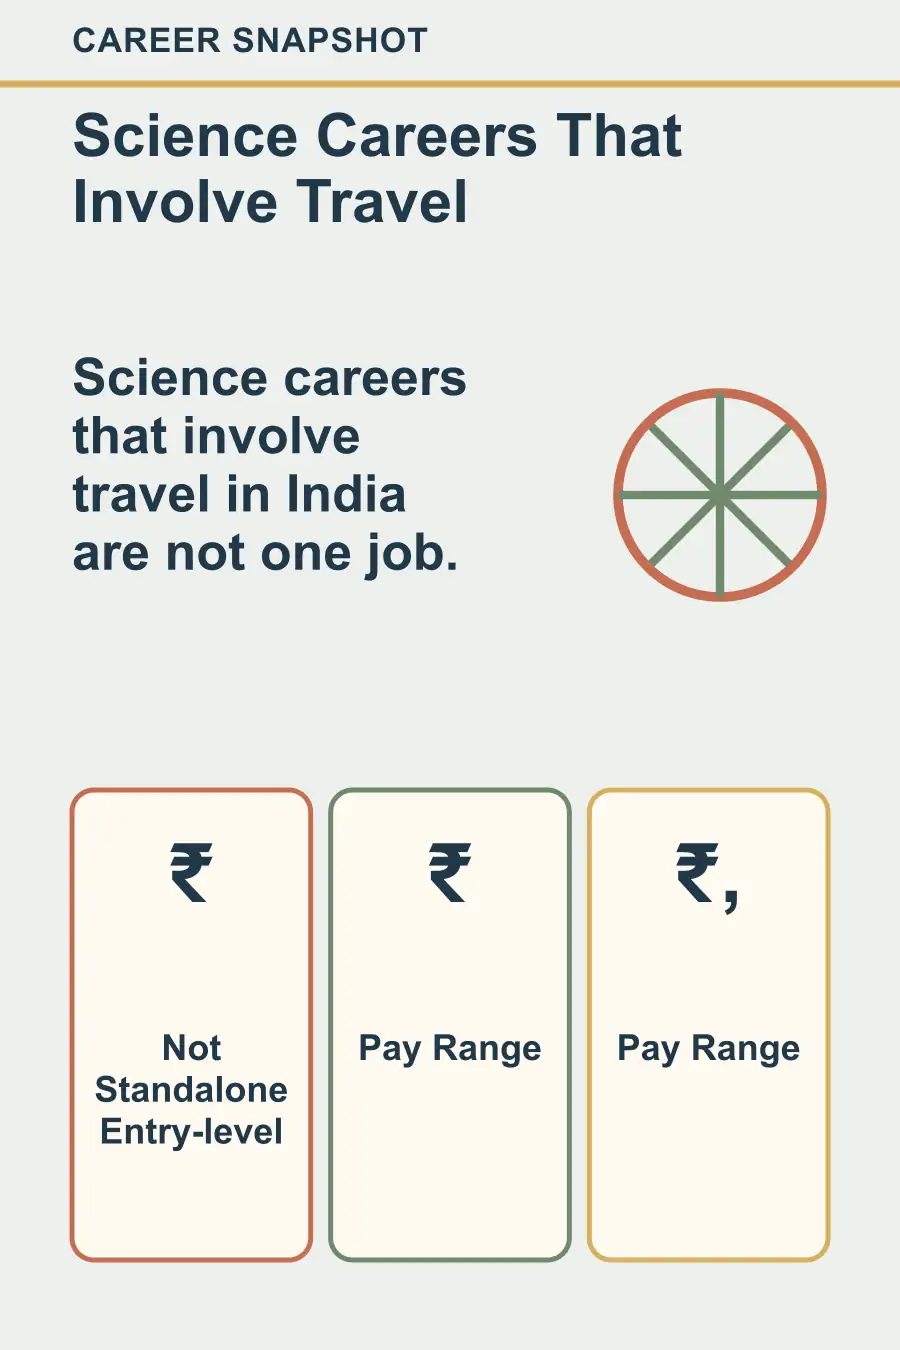 CAREER SNAPSHOT
Science Careers That
Involve Travel
Science careers
that involve
travel in India
are not one job.
₹
Not
Standalone
Entry-level
₹
Pay Range
₹,
Pay Range